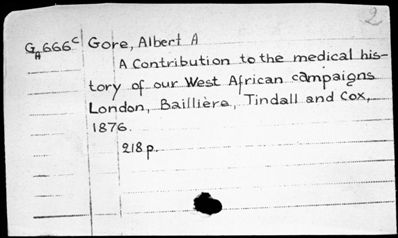 2
GA666c Gore, Albert A
A Contribution to the medical his-
tory of our West African campaigns
London, Baillière, Tindall and Cox,
1876.
218 p.